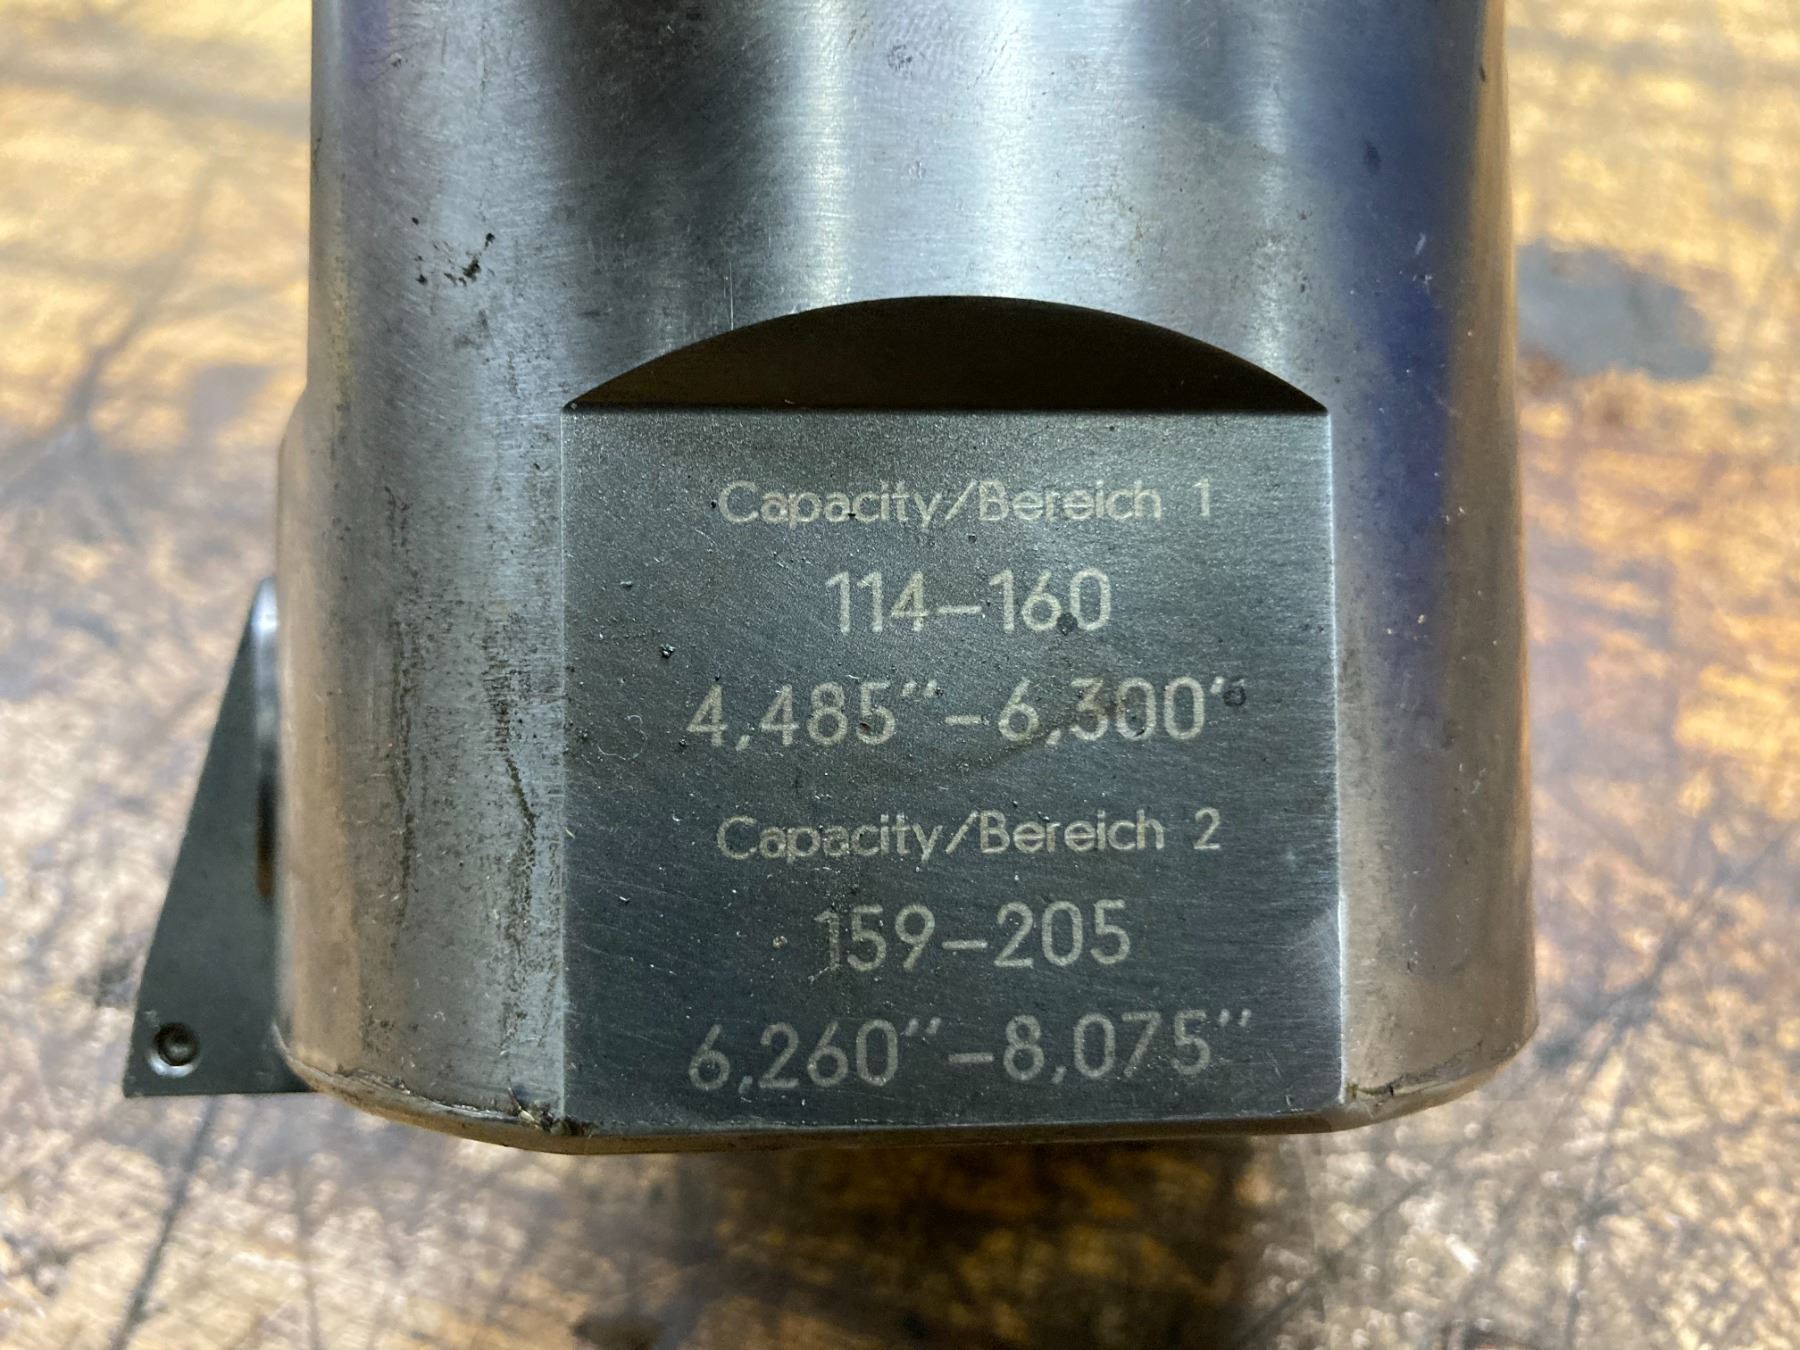 Capacity/Bereich 1
114–160
4,485″–6,300″
Capacity/Bereich 2
159–205
6,260″–8,075″